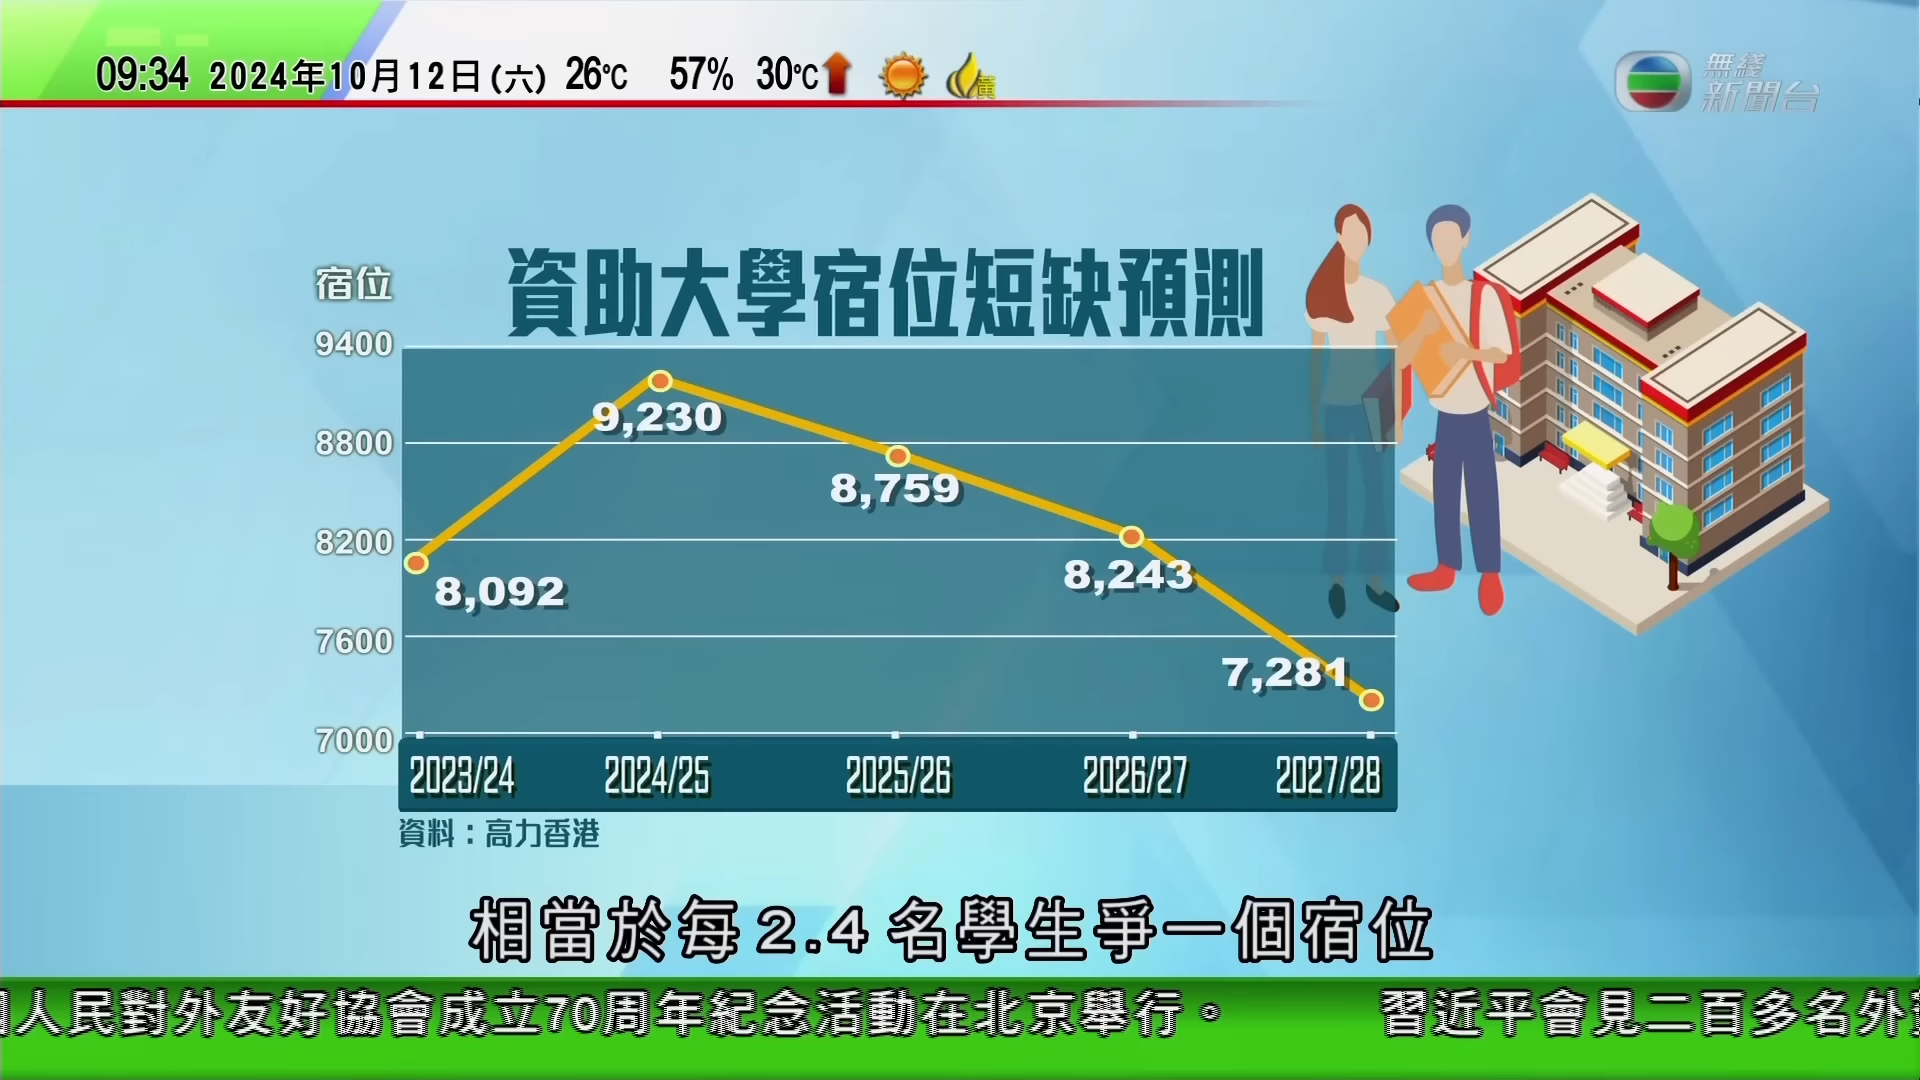 09:34 2024年10月12日(六) 26℃ 57% 30℃ 黃
無綫
新聞台
資助大學宿位短缺預測
宿位
9400
8800
8200
7600
7000
8,092
9,230
8,759
8,243
7,281
2023/24 2024/25 2025/26 2026/27 2027/28
資料：高力香港
相當於每2.4名學生爭一個宿位
人民對外友好協會成立70周年紀念活動在北京舉行。 習近平會見二百多名外